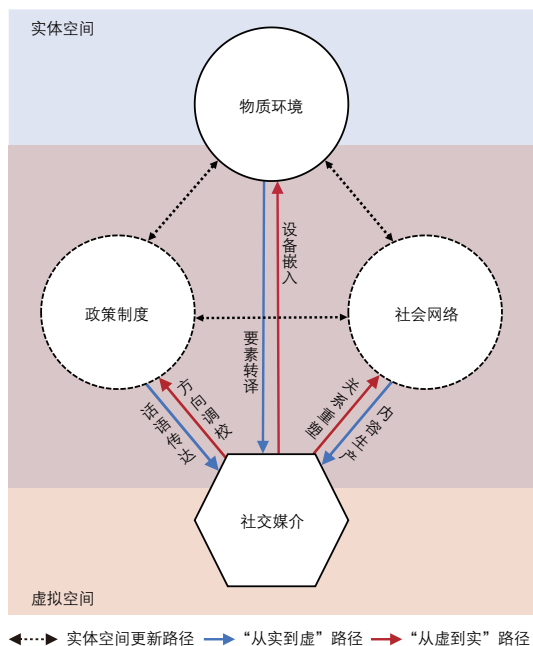 实体空间
物质环境
设备嵌入
政策制度
社会网络
要素转译
方向调校
话语传达
关系重塑
内容生产
社交媒介
虚拟空间
实体空间更新路径 “从实到虚”路径 “从虚到实”路径